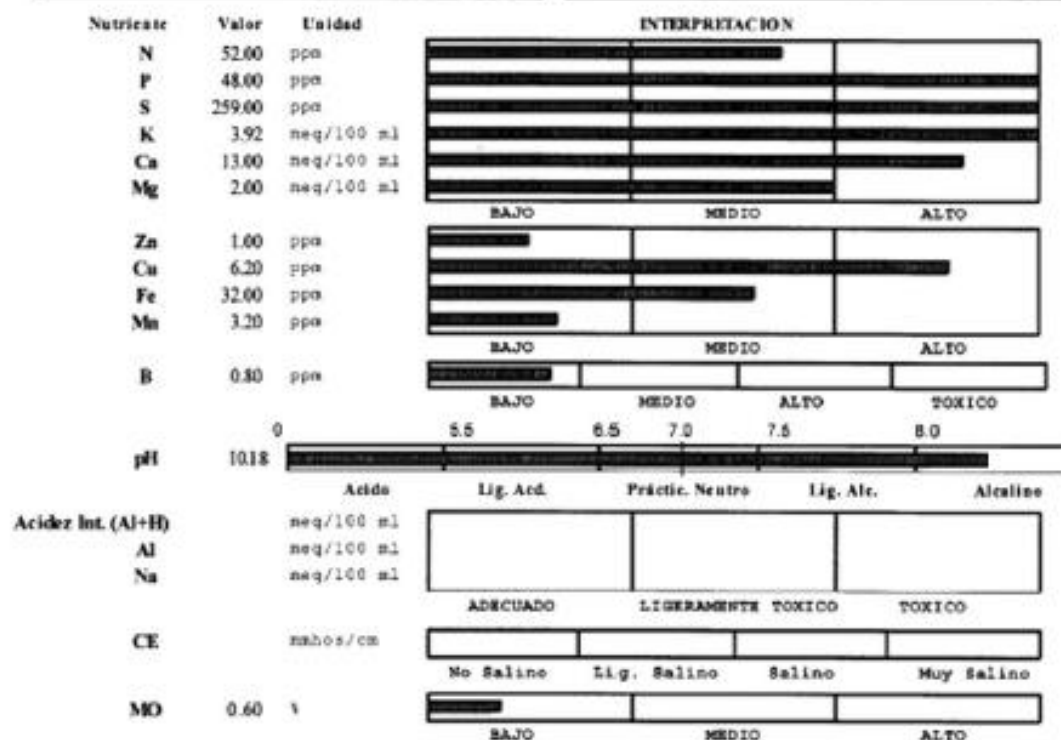 Nutriente Valor Unidad INTERPRETACION
N 52.00 ppm
P 48.00 ppm
S 259.00 ppm
K 3.92 meq/100 ml
Ca 13.00 meq/100 ml
Mg 2.00 meq/100 ml
BAJO MEDIO ALTO
Zn 1.00 ppm
Cu 6.20 ppm
Fe 32.00 ppm
Mn 3.20 ppm
BAJO MEDIO ALTO
B 0.80 ppm
BAJO MEDIO ALTO TOXICO
0 5.5 6.5 7.0 7.5 8.0
pH 10.18
Acido Lig. Acd. Práctic. Neutro Lig. Alc. Alcalino
Acidez Int. (Al+H) meq/100 ml
Al meq/100 ml
Na meq/100 ml
ADECUADO LIGERAMENTE TOXICO TOXICO
CE mmhos/cm
No Salino Lig. Salino Salino Muy Salino
MO 0.60 %
BAJO MEDIO ALTO